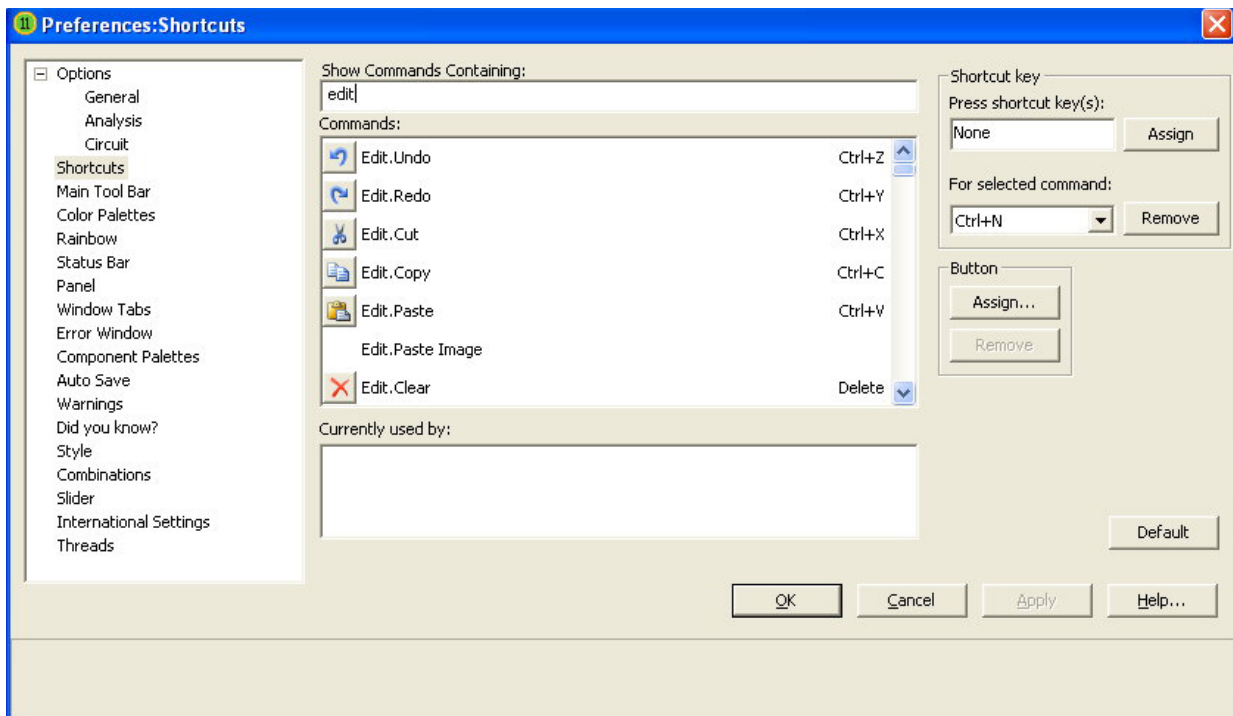 11 Preferences:Shortcuts
Options
General
Analysis
Circuit
Shortcuts
Main Tool Bar
Color Palettes
Rainbow
Status Bar
Panel
Window Tabs
Error Window
Component Palettes
Auto Save
Warnings
Did you know?
Style
Combinations
Slider
International Settings
Threads
Show Commands Containing:
edit
Commands:
Edit.Undo Ctrl+Z
Edit.Redo Ctrl+Y
Edit.Cut Ctrl+X
Edit.Copy Ctrl+C
Edit.Paste Ctrl+V
Edit.Paste Image
Edit.Clear Delete
Currently used by:
Shortcut key
Press shortcut key(s):
None Assign
For selected command:
Ctrl+N Remove
Button
Assign...
Remove
Default
OK Cancel Apply Help...